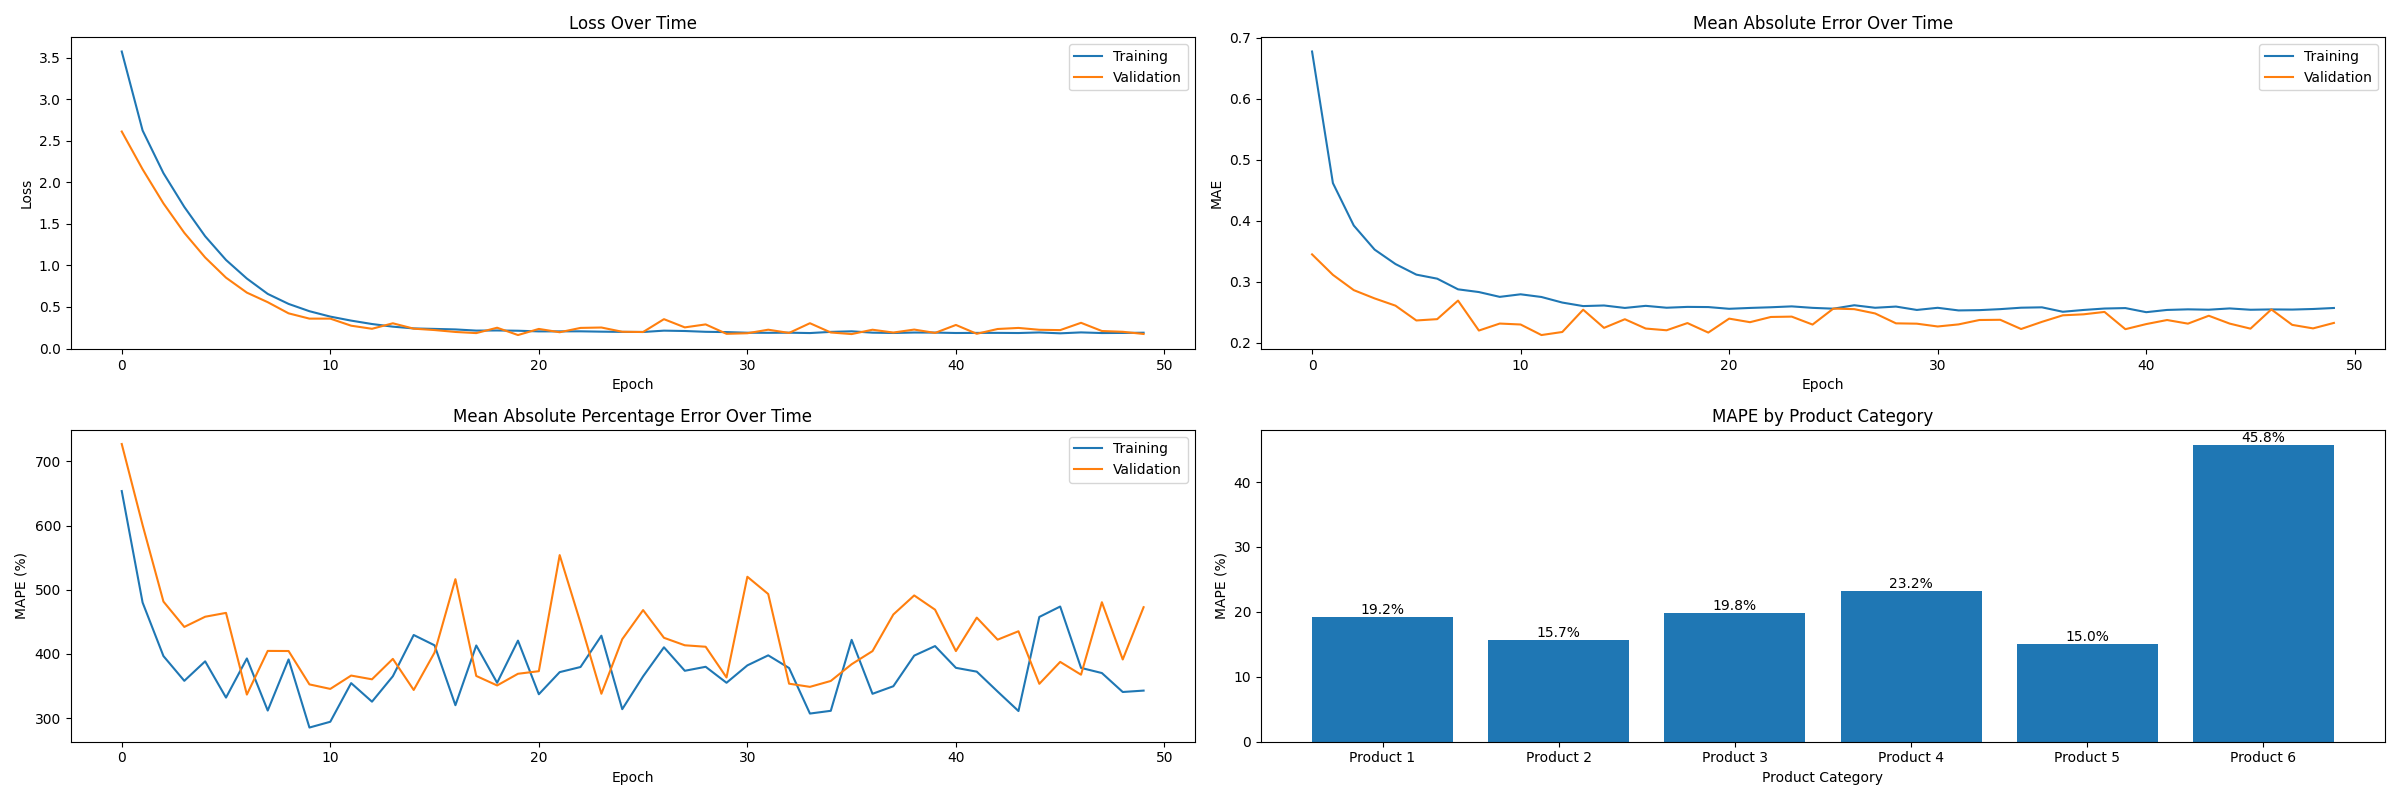 Loss Over Time
3.5
3.0
2.5
2.0
1.5
1.0
0.5
0.0
Loss
0 10 20 30 40 50
Epoch
Training
Validation
Mean Absolute Error Over Time
0.7
0.6
0.5
0.4
0.3
0.2
MAE
0 10 20 30 40 50
Epoch
Training
Validation
Mean Absolute Percentage Error Over Time
700
600
500
400
300
MAPE (%)
0 10 20 30 40 50
Epoch
Training
Validation
MAPE by Product Category
40
30
20
10
0
MAPE (%)
19.2%
15.7%
19.8%
23.2%
15.0%
45.8%
Product 1 Product 2 Product 3 Product 4 Product 5 Product 6
Product Category